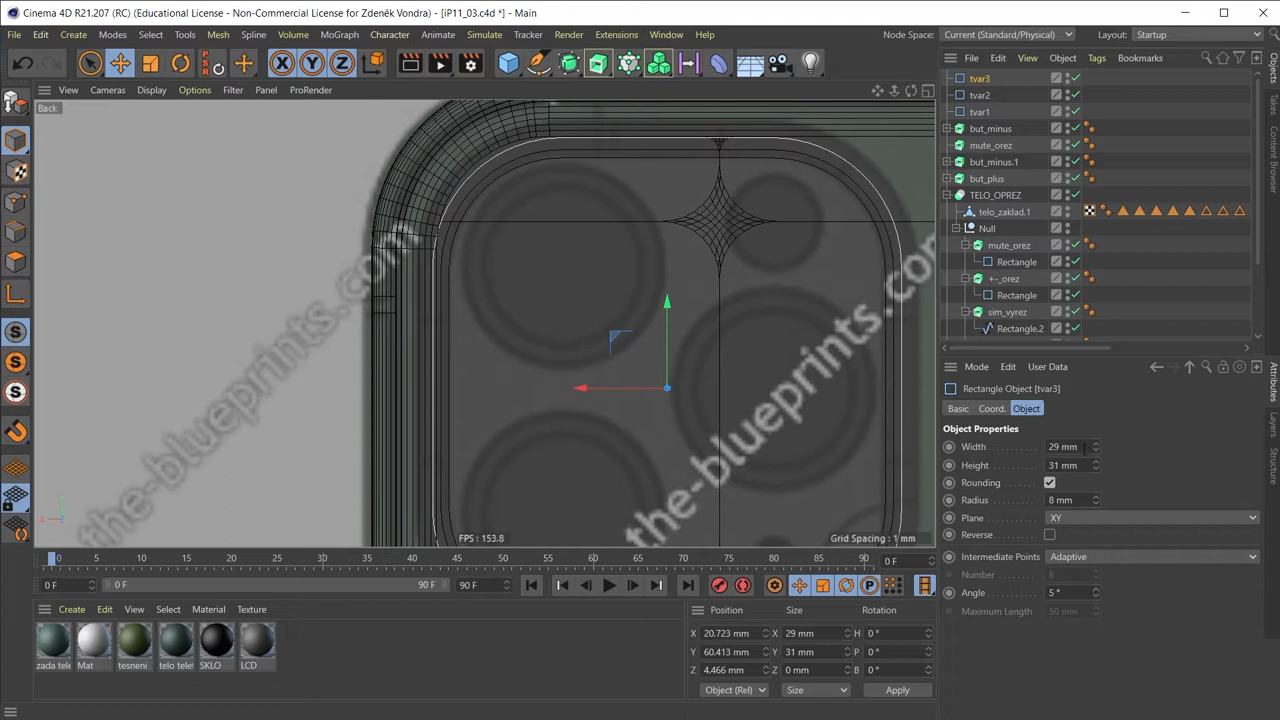 Cinema 4D R21.207 (RC) (Educational License - Non-Commercial License for Zdeněk Vondra) - [iP11_03.c4d *] - Main
File Edit Create Modes Select Tools Mesh Spline Volume MoGraph Character Animate Simulate Tracker Render Extensions Window Help Node Space: Current (Standard/Physical) Layout: Startup
PSR
X Y Z
View Cameras Display Options Filter Panel ProRender
Back
the-blueprints.com
the-blueprints.com
FPS : 153.8
Grid Spacing : 1 mm
File Edit View Object Tags Bookmarks
tvar3
tvar2
tvar1
but_minus
mute_orez
but_minus.1
but_plus
TELO_OPREZ
telo_zaklad.1
Null
mute_orez
Rectangle
+-_orez
Rectangle
sim_vyrez
Rectangle.2
Objects
Takes
Content Browser
Attributes
Layers
Structure
Mode Edit User Data
Rectangle Object [tvar3]
Basic Coord. Object
Object Properties
Width 29 mm
Height 31 mm
Rounding
Radius 8 mm
Plane XY
Reverse
Intermediate Points Adaptive
Number 8
Angle 5 °
Maximum Length 50 mm
0 5 10 15 20 25 30 35 40 45 50 55 60 65 70 75 80 85 90 0 F
0 F 0 F 90 F 90 F
Create Edit View Select Material Texture
zada tele Mat tesneni telo telef SKLO LCD
Position Size Rotation
X 20.723 mm X 29 mm H 0 °
Y 60.413 mm Y 31 mm P 0 °
Z 4.466 mm Z 0 mm B 0 °
Object (Rel) Size Apply